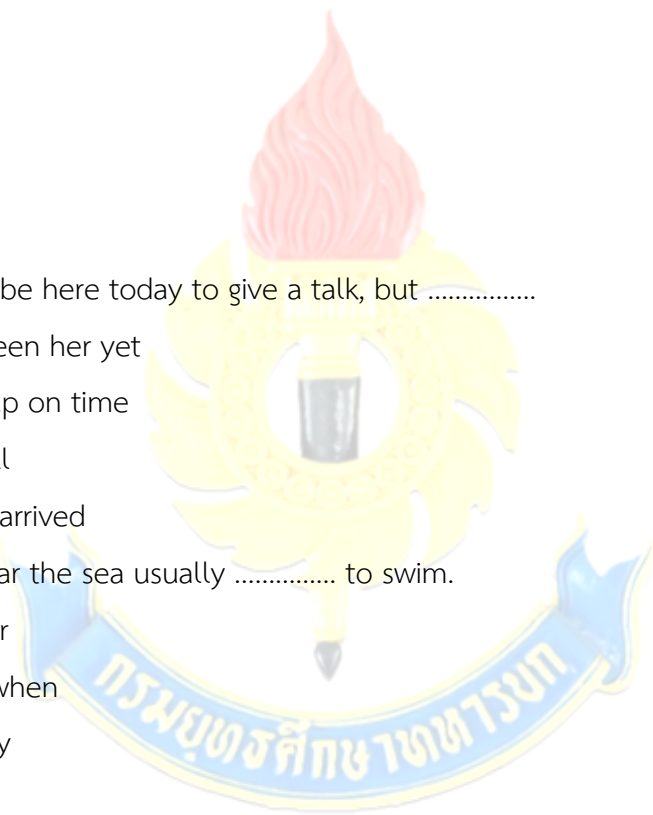 be here today to give a talk, but ................
een her yet
p on time
l
arrived
ar the sea usually ............... to swim.
r
when
y
กรมยุทธศึกษาทหารบก